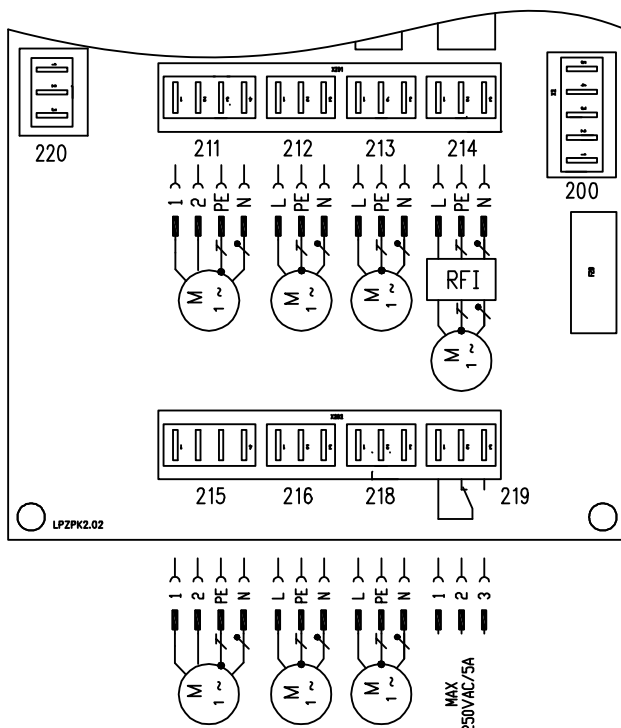 220
200
211 212 213 214
1 2 PE N
L PE N
L PE N
L PE N
M 1~
M 1~
M 1~
RFI
M 1~
215 216 218 219
LPZPK2.02
1 2 PE N
L PE N
L PE N
1 2 3
M 1~
M 1~
M 1~
MAX
250VAC/5A